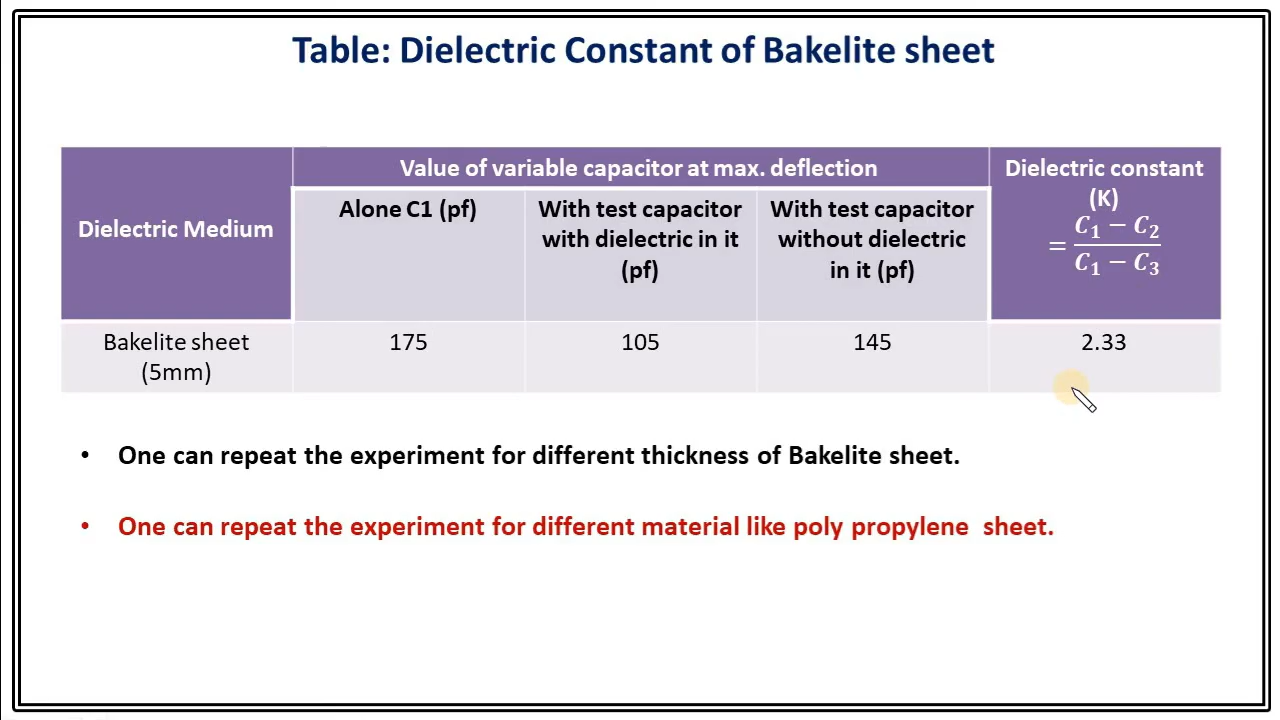 Table: Dielectric Constant of Bakelite sheet
Dielectric Medium
Value of variable capacitor at max. deflection
Dielectric constant
(K)
= (C₁ − C₂) / (C₁ − C₃)
Alone C1 (pf)
With test capacitor
with dielectric in it
(pf)
With test capacitor
without dielectric
in it (pf)
Bakelite sheet
(5mm)
175
105
145
2.33
• One can repeat the experiment for different thickness of Bakelite sheet.
• One can repeat the experiment for different material like poly propylene sheet.